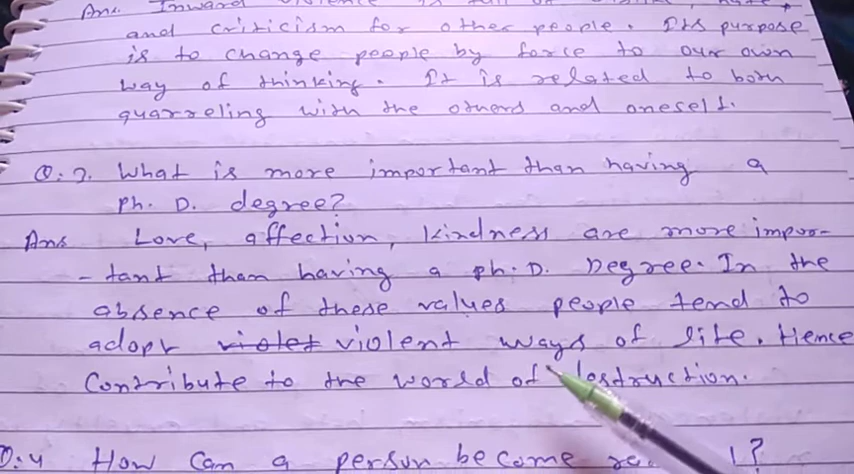 Ans. Inward
and criticism for other people. Its purpose
is to change people by force to our own
way of thinking. It is related to both
quarreling with the others and oneself.
Q.3. What is more important than having a
Ph. D. degree?
Ans Love, affection, kindness are more impor-
-tant than having a ph.D. Degree. In the
absence of these values people tend to
adopt violet violent ways of life. Hence
Contribute to the world of destruction.
Q.4 How can a person become